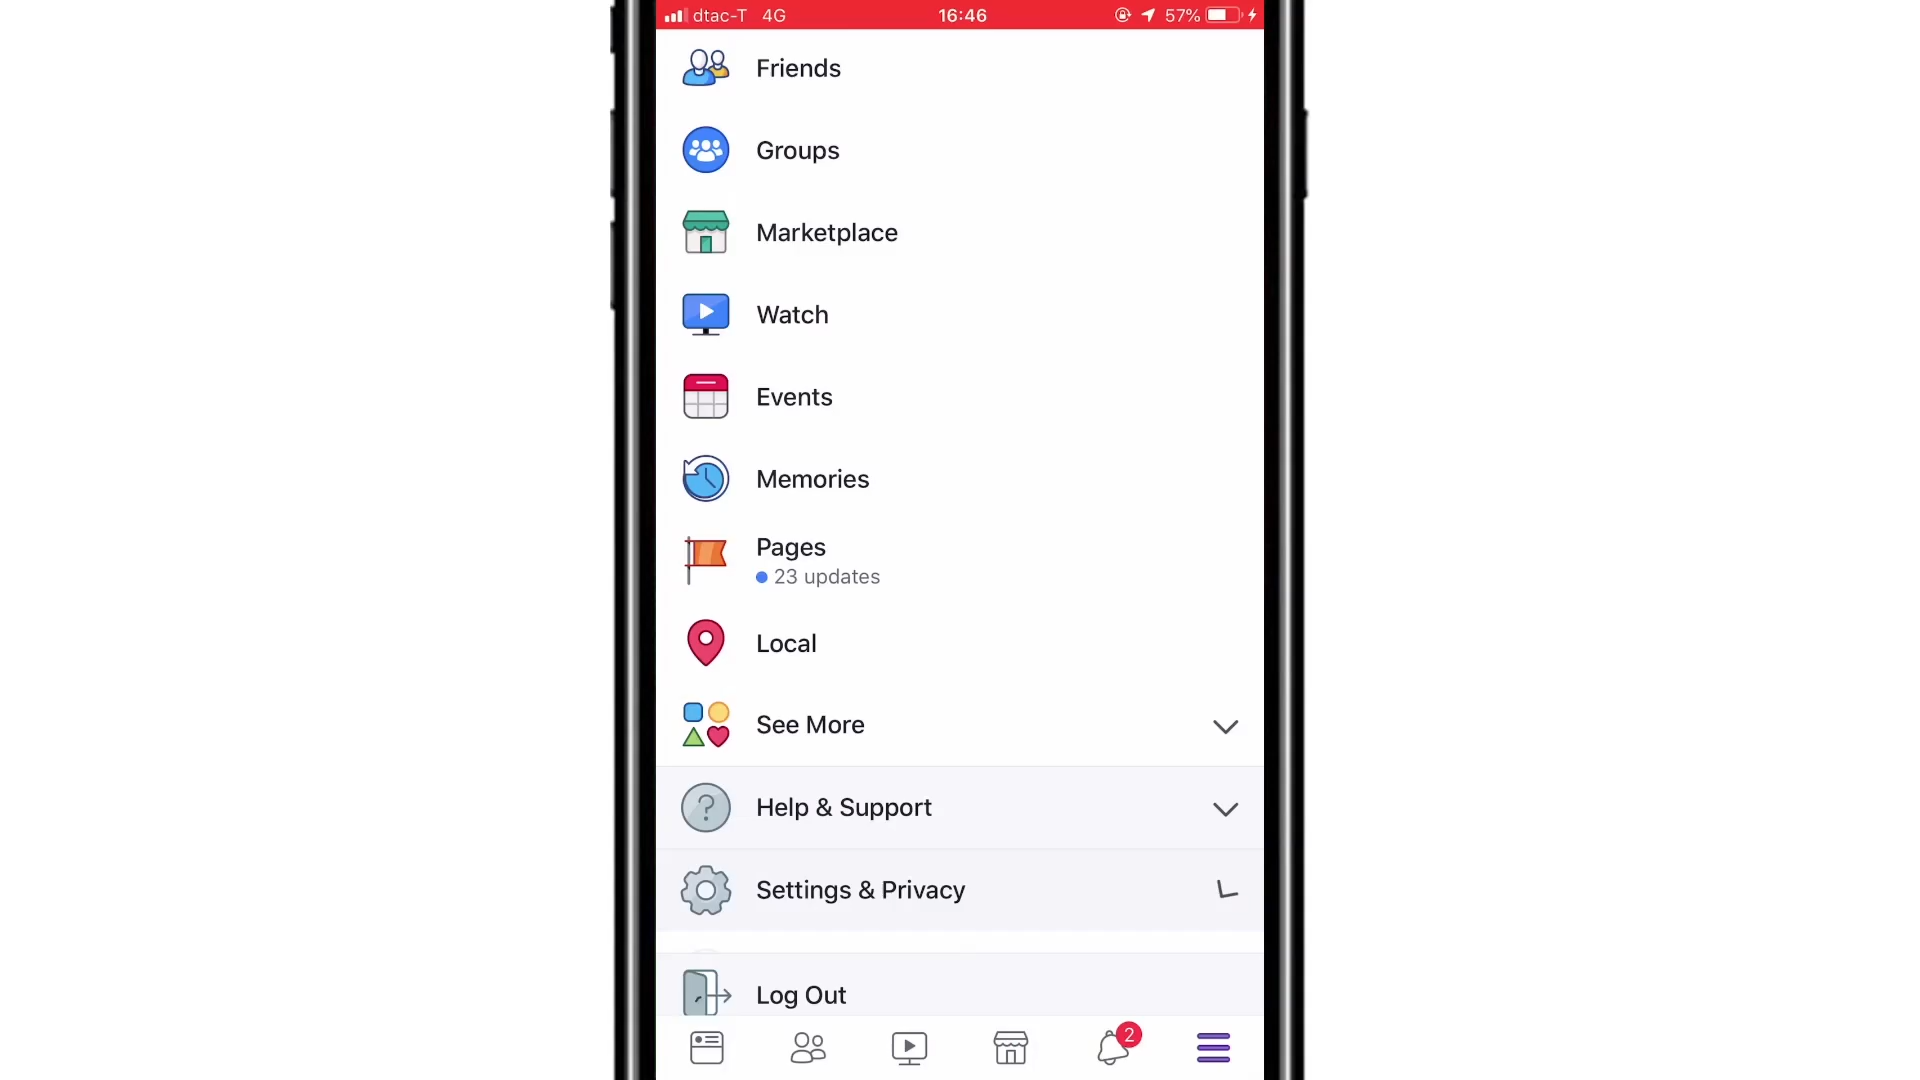 dtac-T 4G 16:46 57%
Friends
Groups
Marketplace
Watch
Events
Memories
Pages
23 updates
Local
See More
Help & Support
Settings & Privacy
Log Out
2